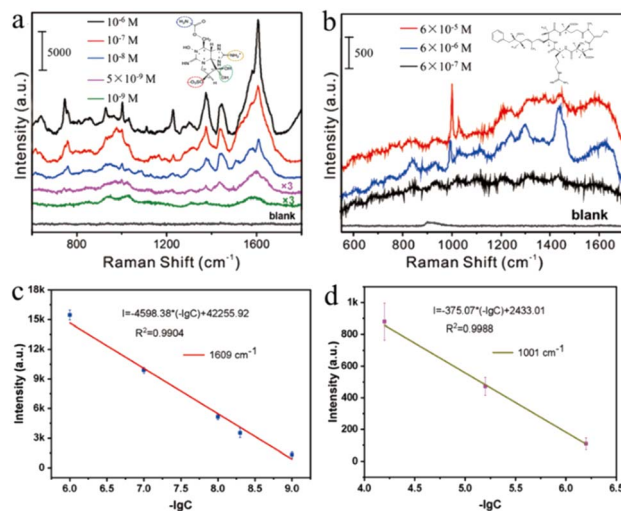 a
5000
10⁻⁶ M
10⁻⁷ M
10⁻⁸ M
5×10⁻⁹ M
10⁻⁹ M
×3
×3
blank
Intensity (a.u.)
800 1200 1600
Raman Shift (cm⁻¹)
b
500
6×10⁻⁵ M
6×10⁻⁶ M
6×10⁻⁷ M
blank
Intensity (a.u.)
600 800 1000 1200 1400 1600
Raman Shift (cm⁻¹)
c
I=-4598.38*(-lgC)+42255.92
R²=0.9904
1609 cm⁻¹
18k
15k
12k
9k
6k
3k
0
Intensity (a.u.)
6.0 6.5 7.0 7.5 8.0 8.5 9.0
-lgC
d
I=-375.07*(-lgC)+2433.01
R²=0.9988
1001 cm⁻¹
1k
800
600
400
200
0
Intensity (a.u.)
4.0 4.5 5.0 5.5 6.0 6.5
-lgC